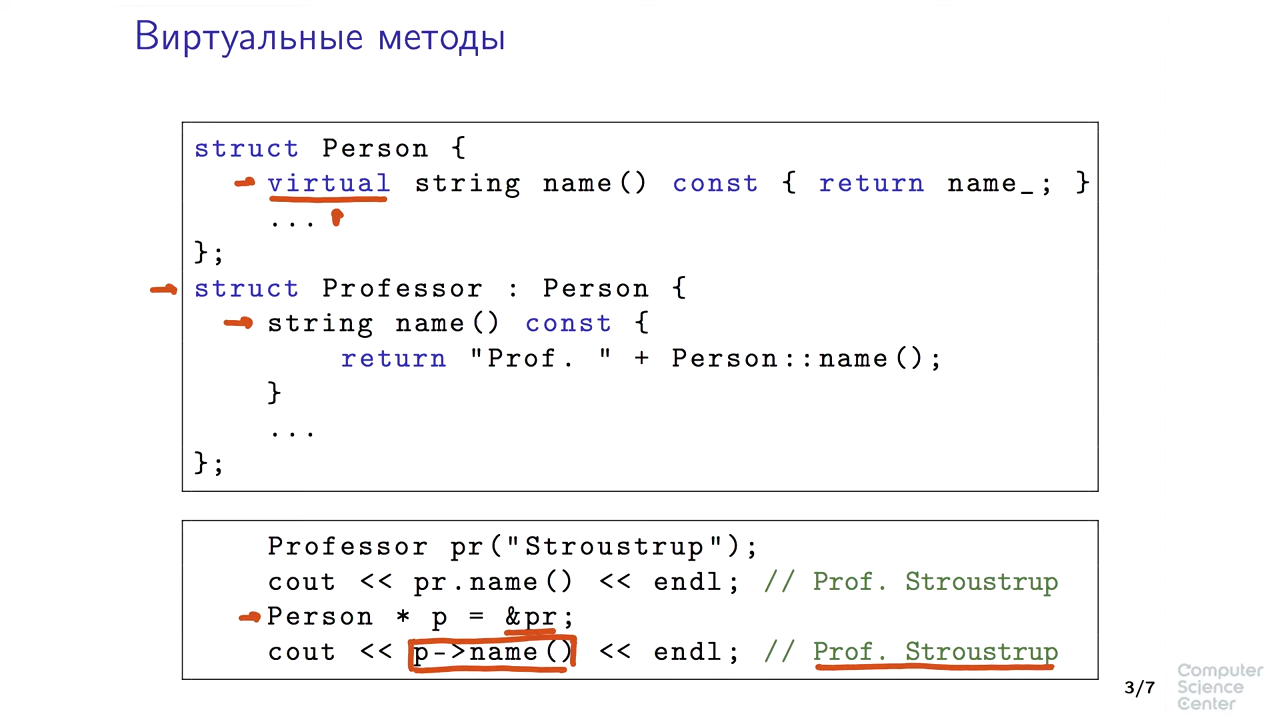 Виртуальные методы
struct Person {
virtual string name() const { return name_; }
...
};
struct Professor : Person {
string name() const {
return "Prof. " + Person::name();
}
...
};
Professor pr("Stroustrup");
cout << pr.name() << endl; // Prof. Stroustrup
Person * p = &pr;
cout << p->name() << endl; // Prof. Stroustrup
3/7
Computer
Science
Center